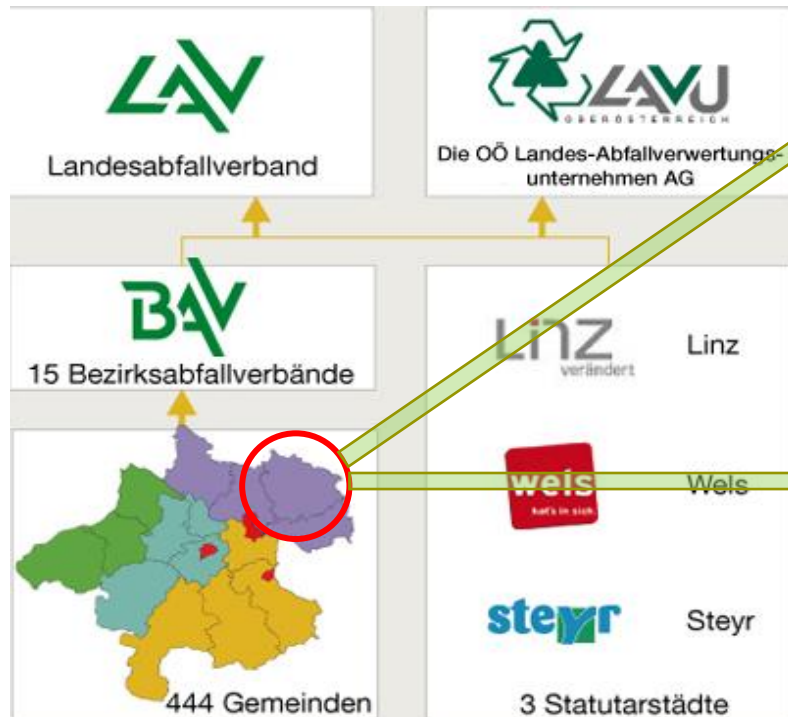 LAV
Landesabfallverband
LAVU
OBERÖSTERREICH
Die OÖ Landes-Abfallverwertungs-
unternehmen AG
BAV
15 Bezirksabfallverbände
444 Gemeinden
Linz
verändert
Linz
wels
hat's in sich.
Wels
steyr
Steyr
3 Statutarstädte